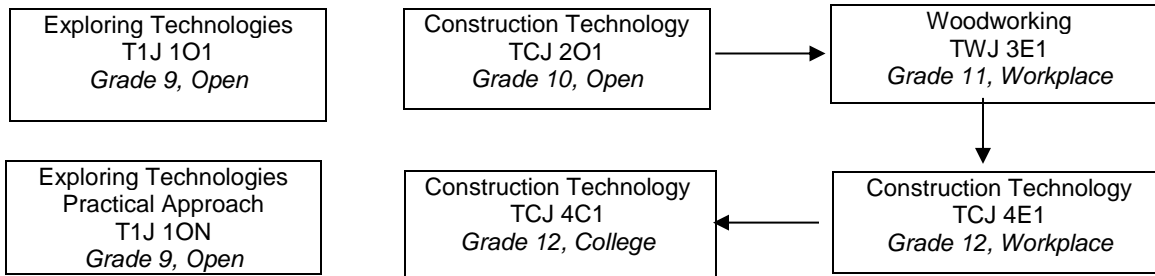 Exploring Technologies
T1J 1O1
Grade 9, Open
Construction Technology
TCJ 2O1
Grade 10, Open
Woodworking
TWJ 3E1
Grade 11, Workplace
Exploring Technologies
Practical Approach
T1J 1ON
Grade 9, Open
Construction Technology
TCJ 4C1
Grade 12, College
Construction Technology
TCJ 4E1
Grade 12, Workplace